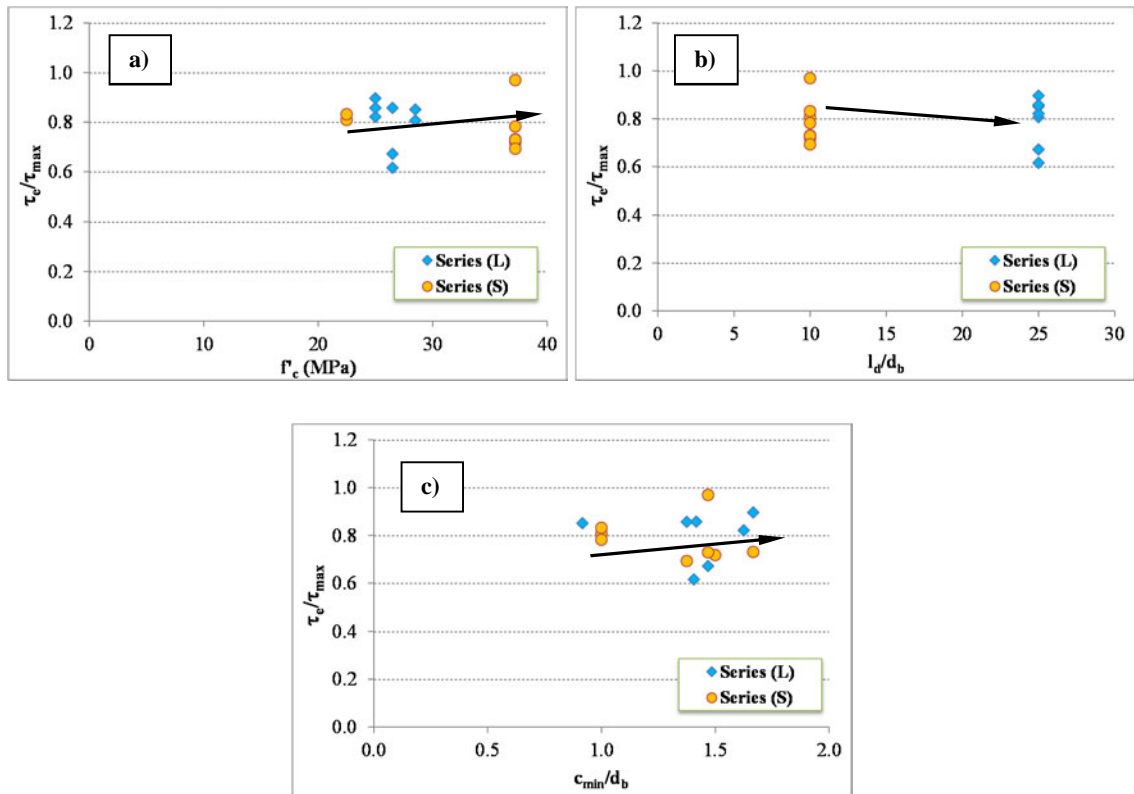 a)
1.2
1.0
0.8
0.6
0.4
0.2
0.0
τe/τmax
0 10 20 30 40
f'c (MPa)
Series (L)
Series (S)
b)
1.2
1.0
0.8
0.6
0.4
0.2
0.0
τe/τmax
0 5 10 15 20 25 30
ld/db
Series (L)
Series (S)
c)
1.2
1.0
0.8
0.6
0.4
0.2
0.0
τe/τmax
0.0 0.5 1.0 1.5 2.0
cmin/db
Series (L)
Series (S)